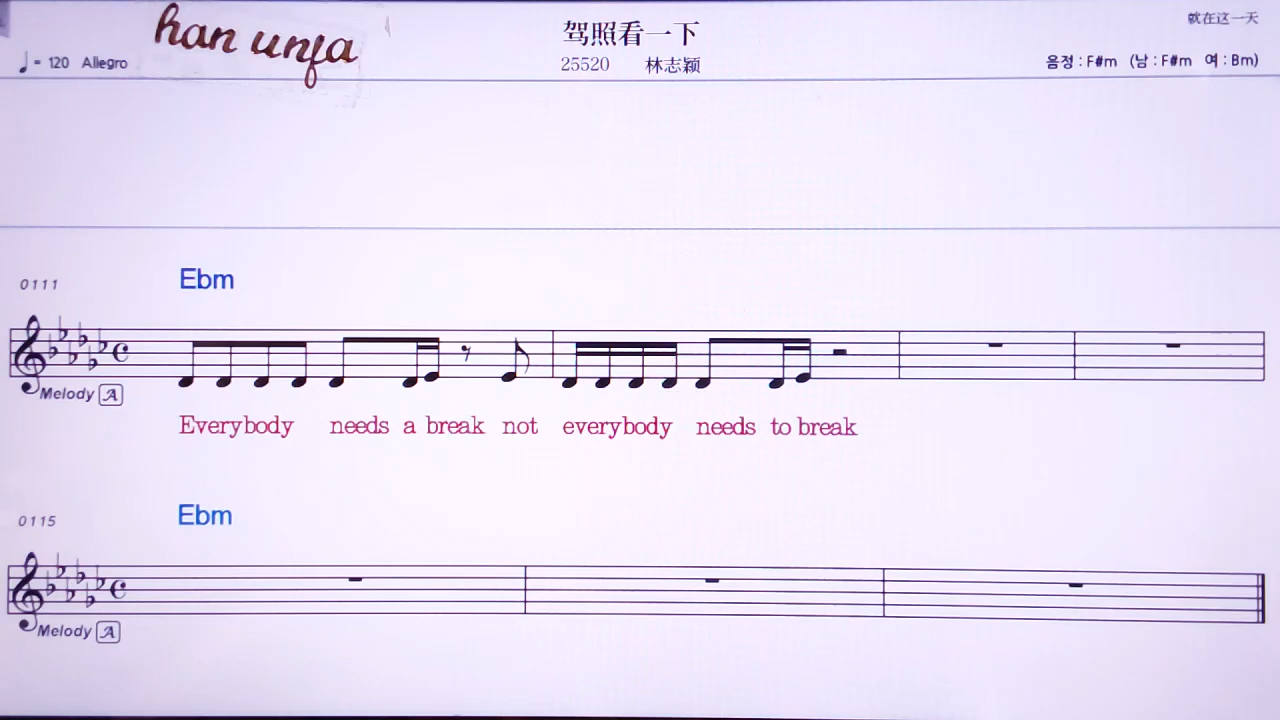 han unfa
驾照看一下
就在这一天
♩= 120 Allegro
25520 林志颖
음정 : F#m (남 : F#m 여 : Bm)
0111 Ebm
Melody A
Everybody needs a break not everybody needs to break
0115 Ebm
Melody A